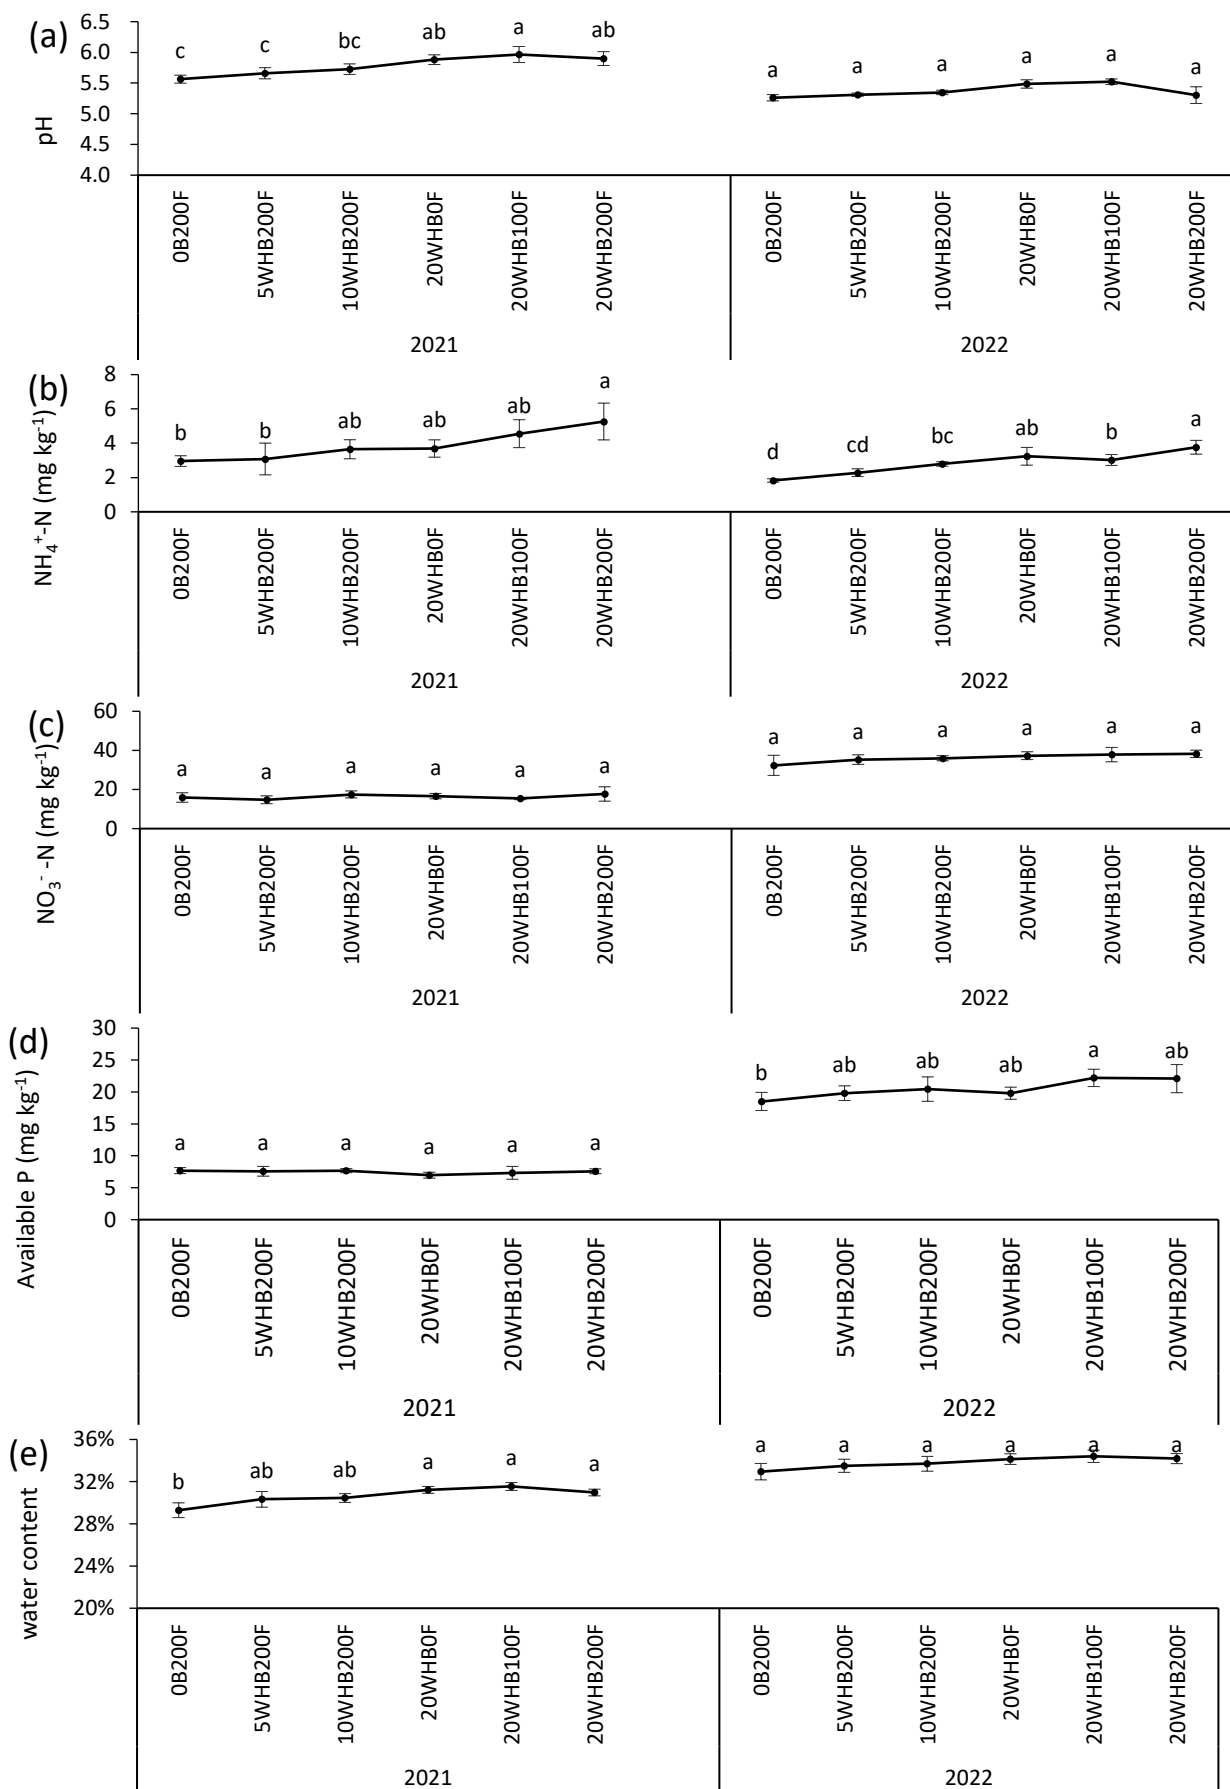 (a)
pH
6.5
6.0
5.5
5.0
4.5
4.0
c c bc ab a ab
a a a a a a
0B200F 5WHB200F 10WHB200F 20WHB0F 20WHB100F 20WHB200F
0B200F 5WHB200F 10WHB200F 20WHB0F 20WHB100F 20WHB200F
2021 2022
(b)
NH₄⁺-N (mg kg⁻¹)
8
6
4
2
0
b b ab ab ab a
d cd bc ab b a
0B200F 5WHB200F 10WHB200F 20WHB0F 20WHB100F 20WHB200F
0B200F 5WHB200F 10WHB200F 20WHB0F 20WHB100F 20WHB200F
2021 2022
(c)
NO₃⁻ -N (mg kg⁻¹)
60
40
20
0
a a a a a a
a a a a a a
0B200F 5WHB200F 10WHB200F 20WHB0F 20WHB100F 20WHB200F
0B200F 5WHB200F 10WHB200F 20WHB0F 20WHB100F 20WHB200F
2021 2022
(d)
Available P (mg kg⁻¹)
30
25
20
15
10
5
0
a a a a a a
b ab ab ab a ab
0B200F 5WHB200F 10WHB200F 20WHB0F 20WHB100F 20WHB200F
0B200F 5WHB200F 10WHB200F 20WHB0F 20WHB100F 20WHB200F
2021 2022
(e)
water content
36%
32%
28%
24%
20%
b ab ab a a a
a a a a a a
0B200F 5WHB200F 10WHB200F 20WHB0F 20WHB100F 20WHB200F
0B200F 5WHB200F 10WHB200F 20WHB0F 20WHB100F 20WHB200F
2021 2022